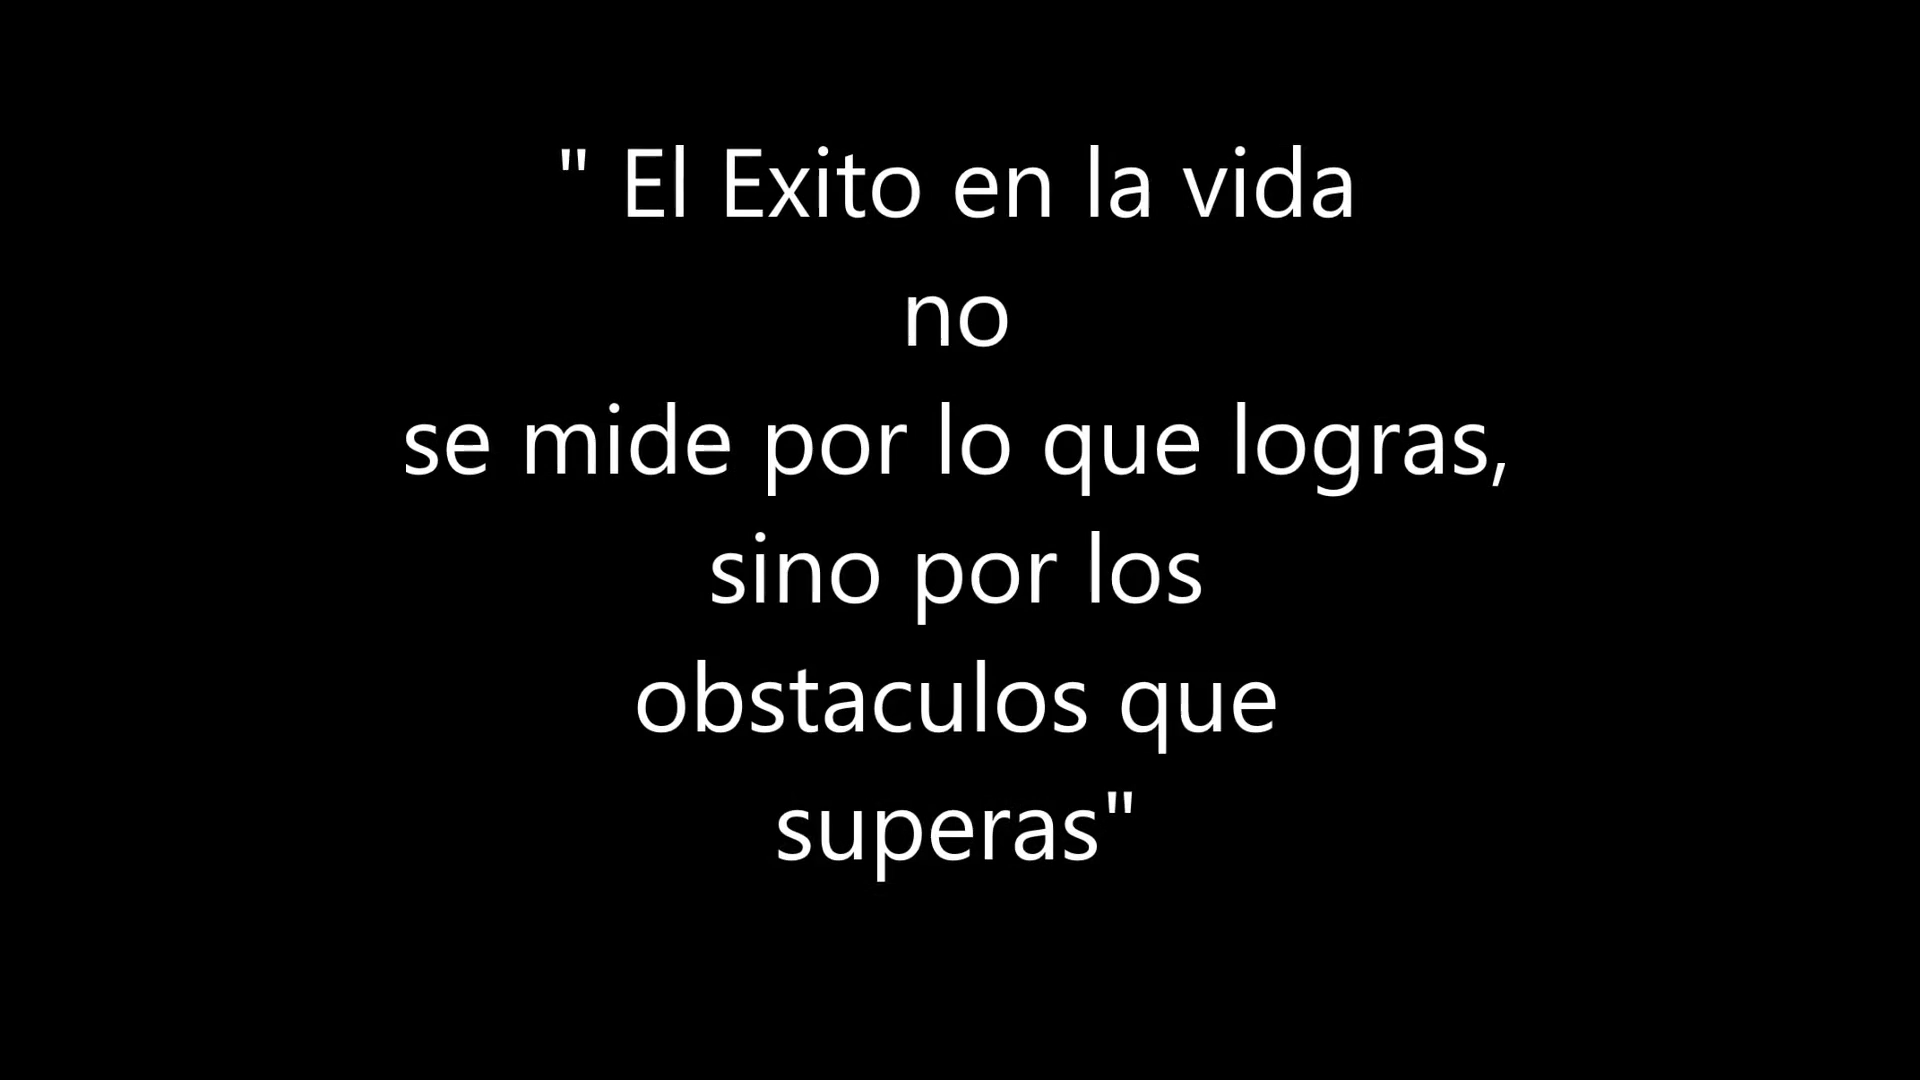 " El Exito en la vida
no
se mide por lo que logras,
sino por los
obstaculos que
superas"